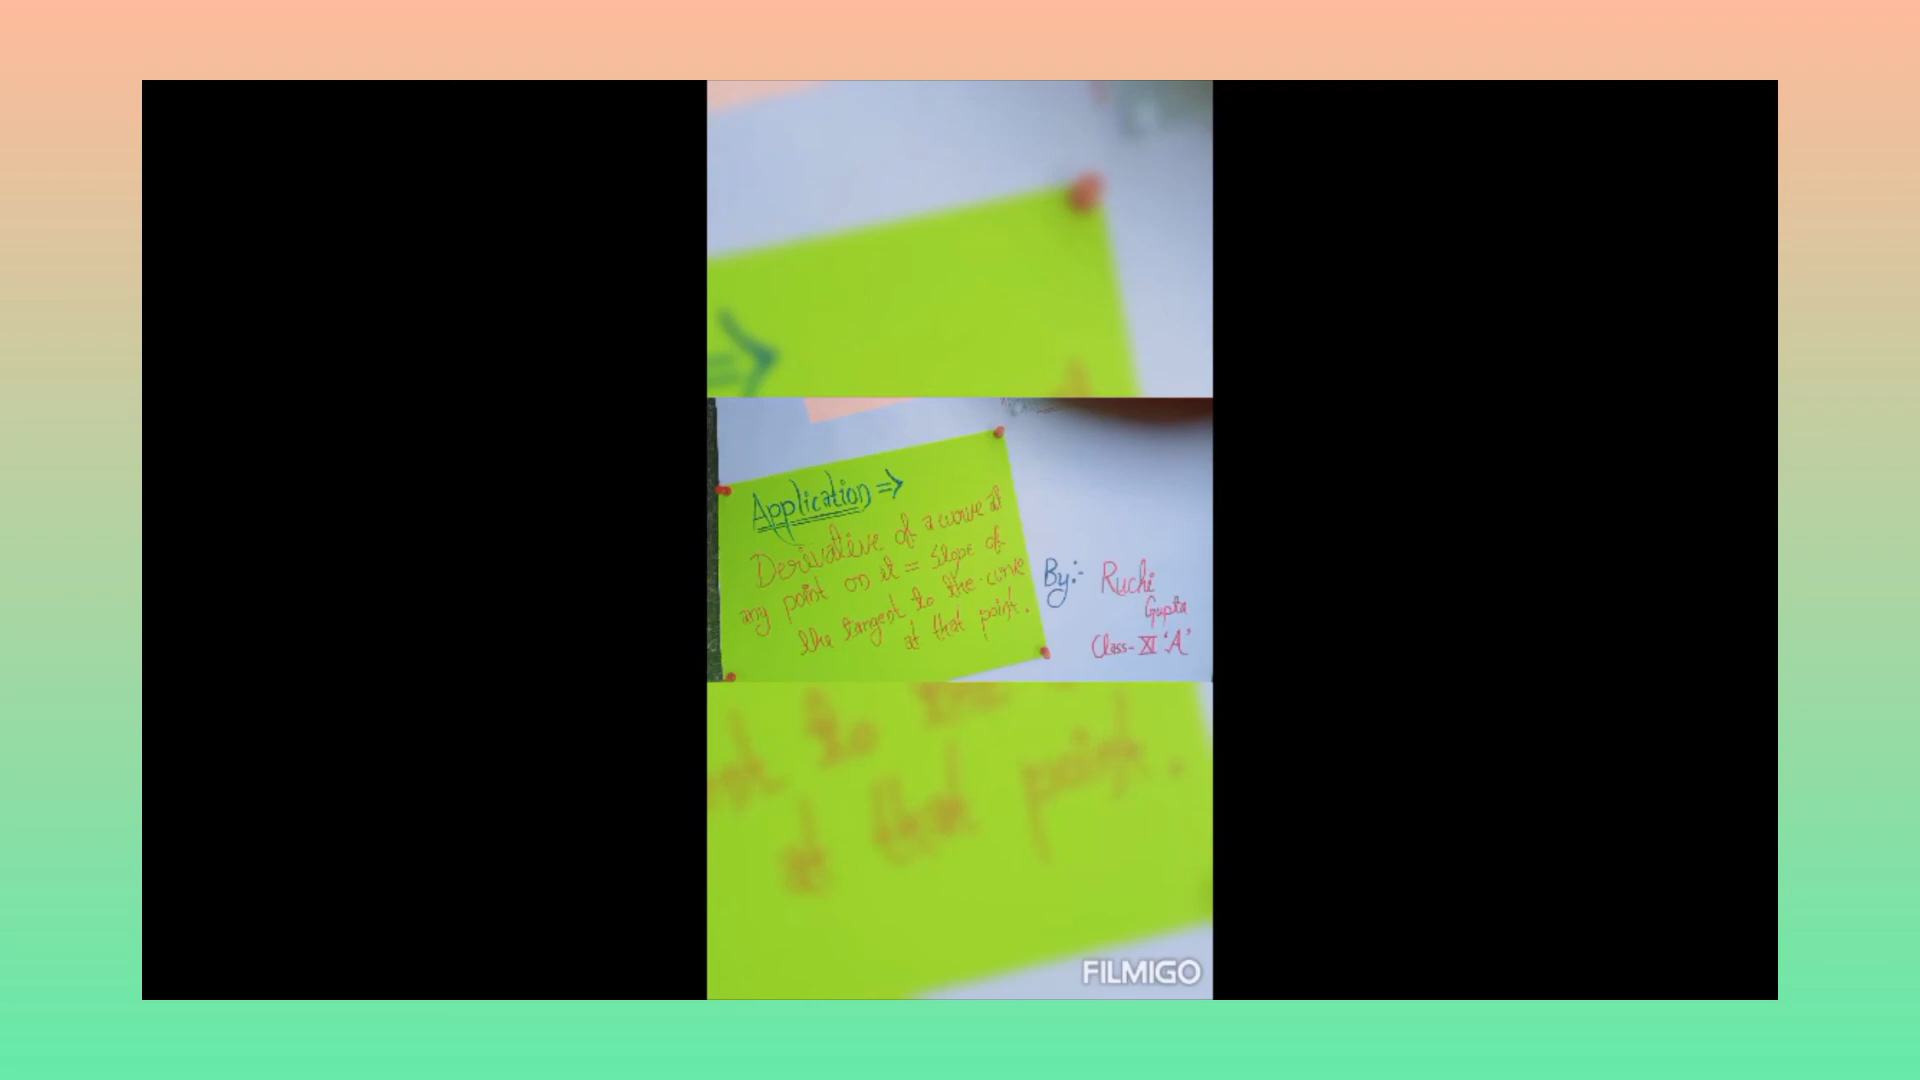 Application ⇒
Derivative of a curve at
any point on it = Slope of
the tangent to the curve
at that point.
By:- Ruchi
Gupta
Class- XI 'A'
FILMIGO